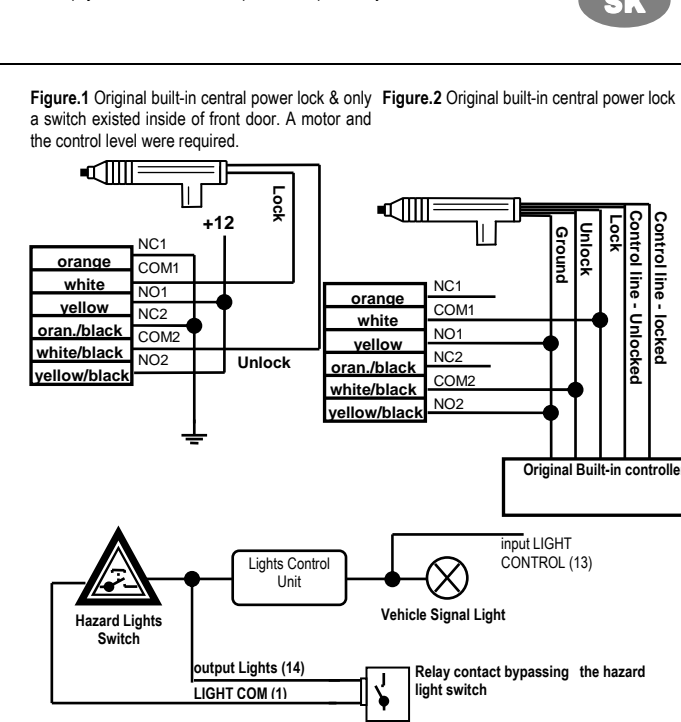 SK
Figure.1 Original built-in central power lock & only
a switch existed inside of front door. A motor and
the control level were required.
Figure.2 Original built-in central power lock
Lock
+12
NC1
orange
COM1
white
NO1
yellow
NC2
oran./black
COM2
white/black
NO2
yellow/black
Unlock
Ground
Unlock
Lock
Control line - Unlocked
Control line - locked
NC1
orange
COM1
white
NO1
yellow
NC2
oran./black
COM2
white/black
NO2
yellow/black
Original Built-in controlle
input LIGHT
CONTROL (13)
Lights Control
Unit
Vehicle Signal Light
Hazard Lights
Switch
output Lights (14)
LIGHT COM (1)
Relay contact bypassing the hazard
light switch